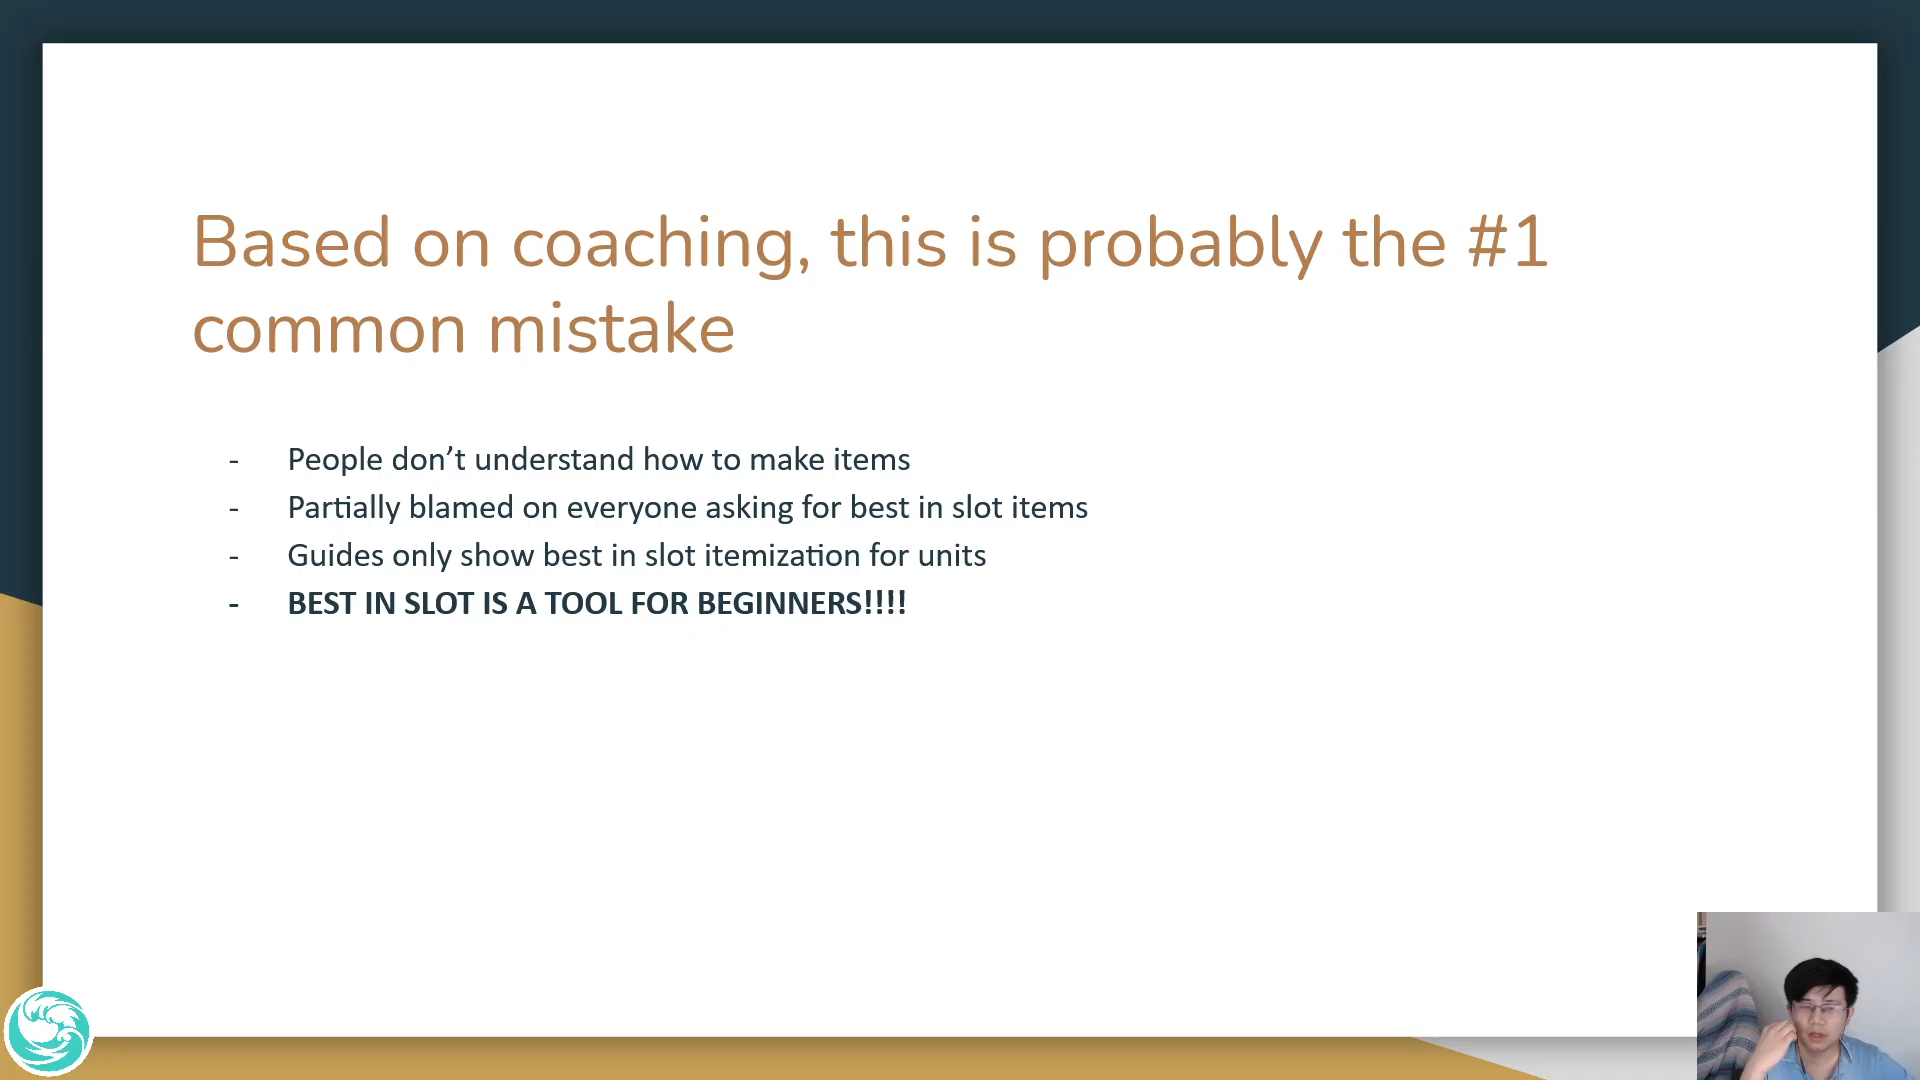 Based on coaching, this is probably the #1
common mistake
- People don’t understand how to make items
- Partially blamed on everyone asking for best in slot items
- Guides only show best in slot itemization for units
- BEST IN SLOT IS A TOOL FOR BEGINNERS!!!!